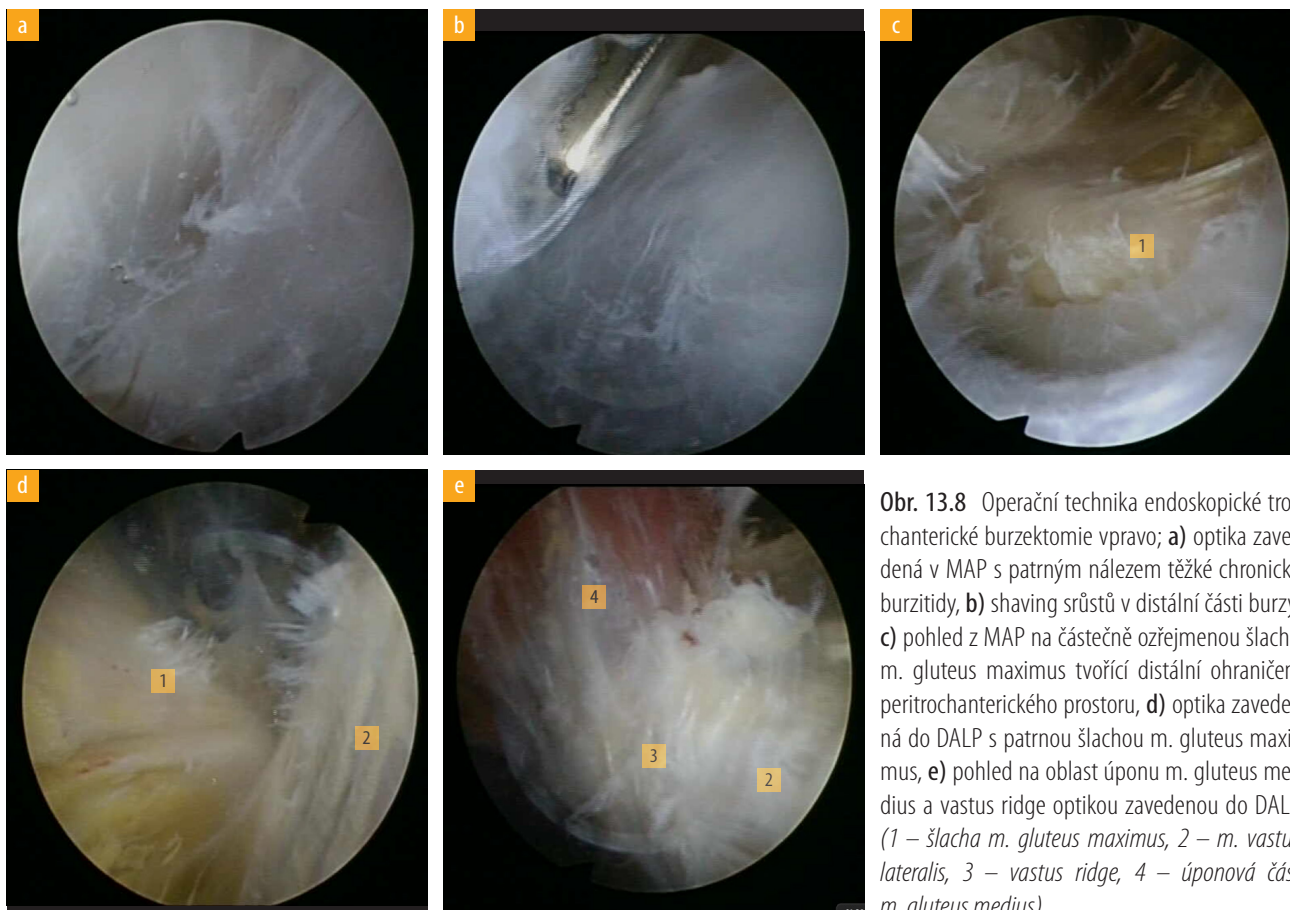 a
b
c
1
d
1
2
e
4
3
2
Obr. 13.8 Operační technika endoskopické tro-
chanterické burzektomie vpravo; a) optika zave-
dená v MAP s patrným nálezem těžké chronick
burzitidy, b) shaving srůstů v distální části burzy
c) pohled z MAP na částečně ozřejmenou šlach
m. gluteus maximus tvořící distální ohraničen
peritrochanterického prostoru, d) optika zavede-
ná do DALP s patrnou šlachou m. gluteus maxi-
mus, e) pohled na oblast úponu m. gluteus me-
dius a vastus ridge optikou zavedenou do DAL
(1 – šlacha m. gluteus maximus, 2 – m. vastu
lateralis, 3 – vastus ridge, 4 – úponová čás
m. gluteus medius)